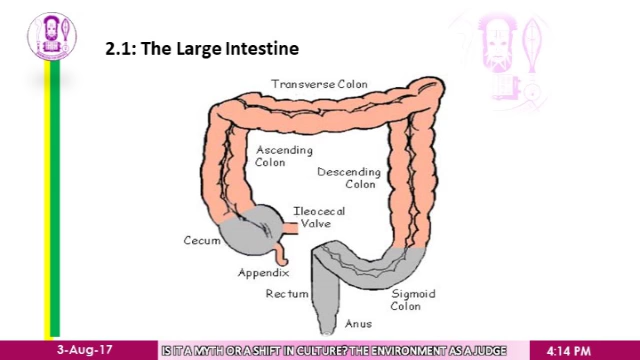 2.1: The Large Intestine
Transverse Colon
Ascending
Colon
Descending
Colon
Ileocecal
Valve
Cecum
Appendix
Rectum
Sigmoid
Colon
Anus
3-Aug-17
IS IT A MYTH OR A SHIFT IN CULTURE? THE ENVIRONMENT AS A JUDGE
4:14 PM